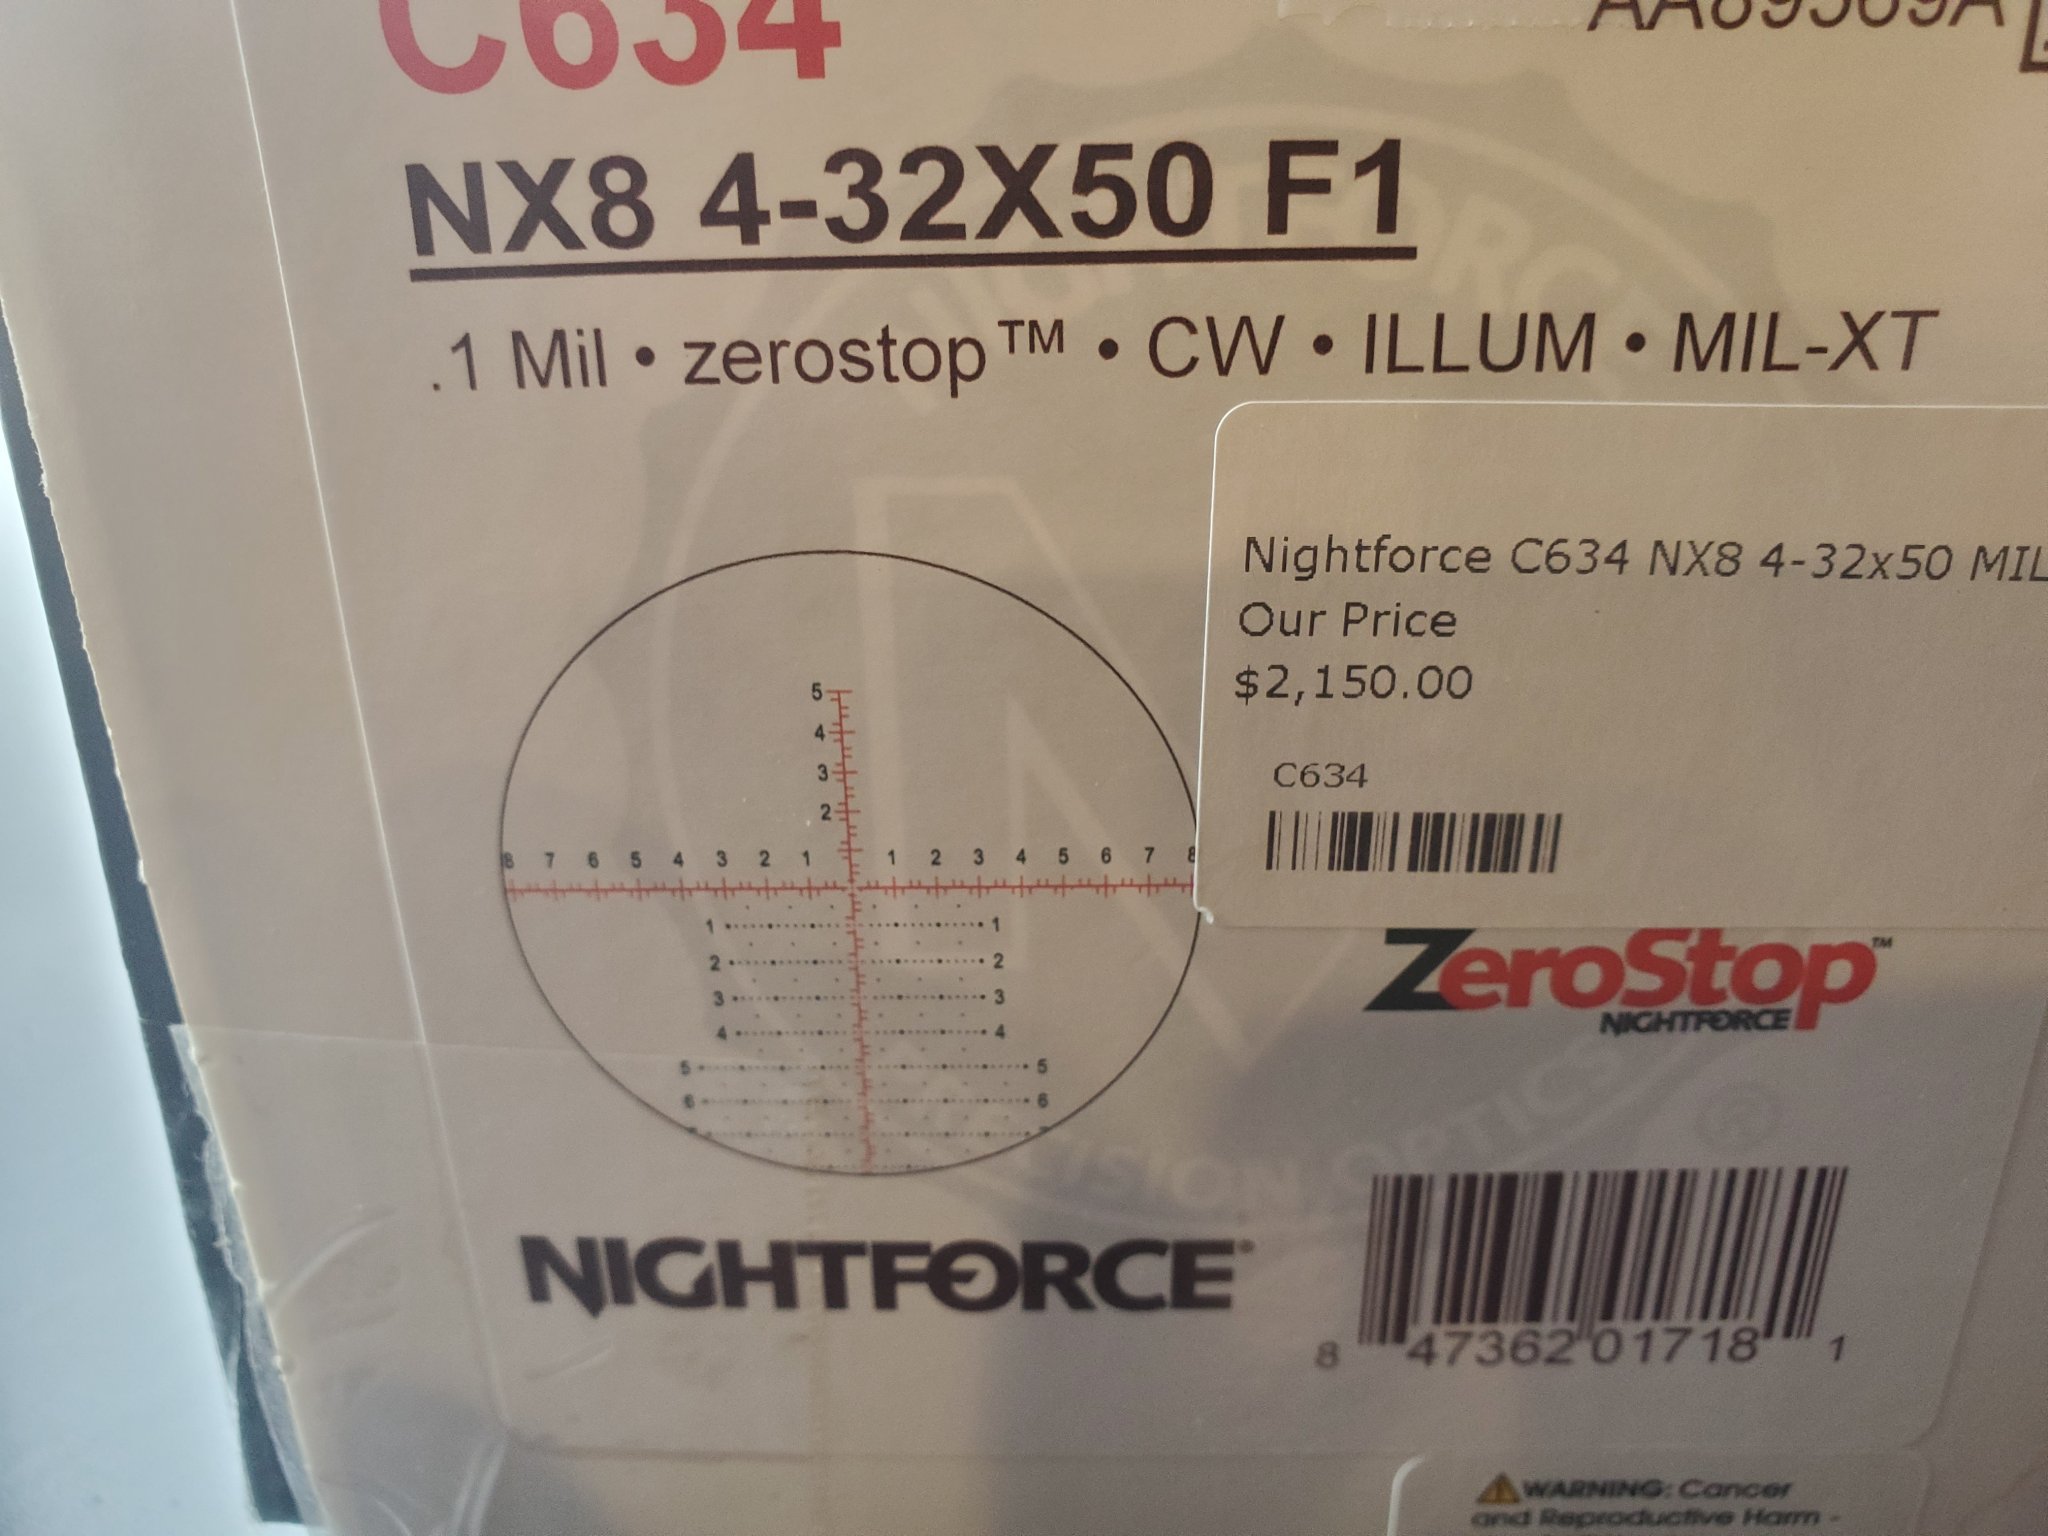 C634
NX8 4-32X50 F1
.1 Mil • zerostop™ • CW • ILLUM • MIL-XT
Nightforce C634 NX8 4-32x50 MIL
Our Price
$2,150.00
C634
5
4
3
2
8 7 6 5 4 3 2 1 1 2 3 4 5 6 7 8
1 1
2 2
3 3
4 4
5 5
6 6
ZeroStop™
NIGHTFORCE
NIGHTFORCE®
8 47362 01718 1
WARNING: Cancer
and Reproductive Harm -